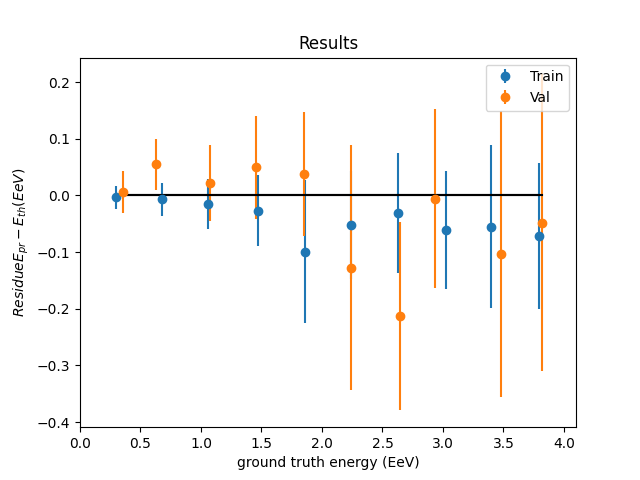 Results
Train
Val
0.2
0.1
0.0
−0.1
−0.2
−0.3
−0.4
ResidueE_{pr} − E_{th}(EeV)
0.0 0.5 1.0 1.5 2.0 2.5 3.0 3.5 4.0
ground truth energy (EeV)